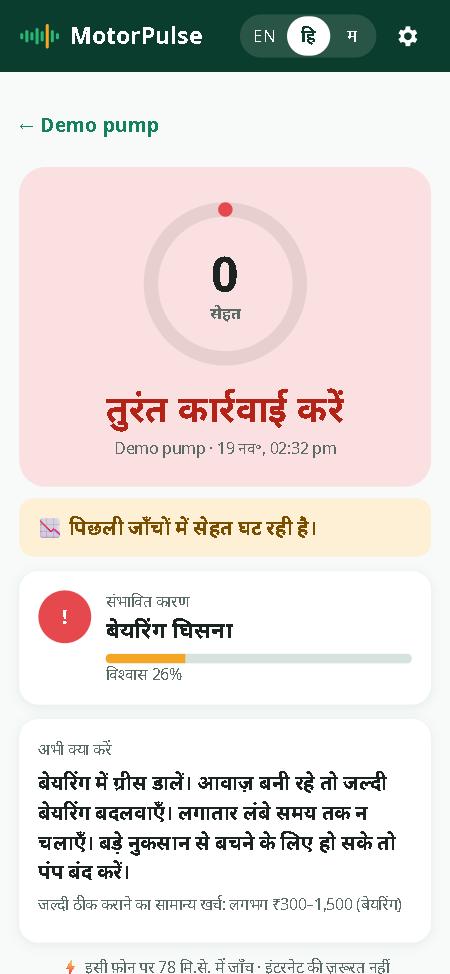 MotorPulse EN हि म
← Demo pump
0
सेहत
तुरंत कार्रवाई करें
Demo pump · 19 नव॰, 02:32 pm
पिछली जाँचों में सेहत घट रही है।
!
संभावित कारण
बेयरिंग घिसना
विश्वास 26%
अभी क्या करें
बेयरिंग में ग्रीस डालें। आवाज़ बनी रहे तो जल्दी
बेयरिंग बदलवाएँ। लगातार लंबे समय तक न
चलाएँ। बड़े नुकसान से बचने के लिए हो सके तो
पंप बंद करें।
जल्दी ठीक कराने का सामान्य खर्च: लगभग ₹300–1,500 (बेयरिंग)
इसी फ़ोन पर 78 मि.से. में जाँच · इंटरनेट की ज़रूरत नहीं